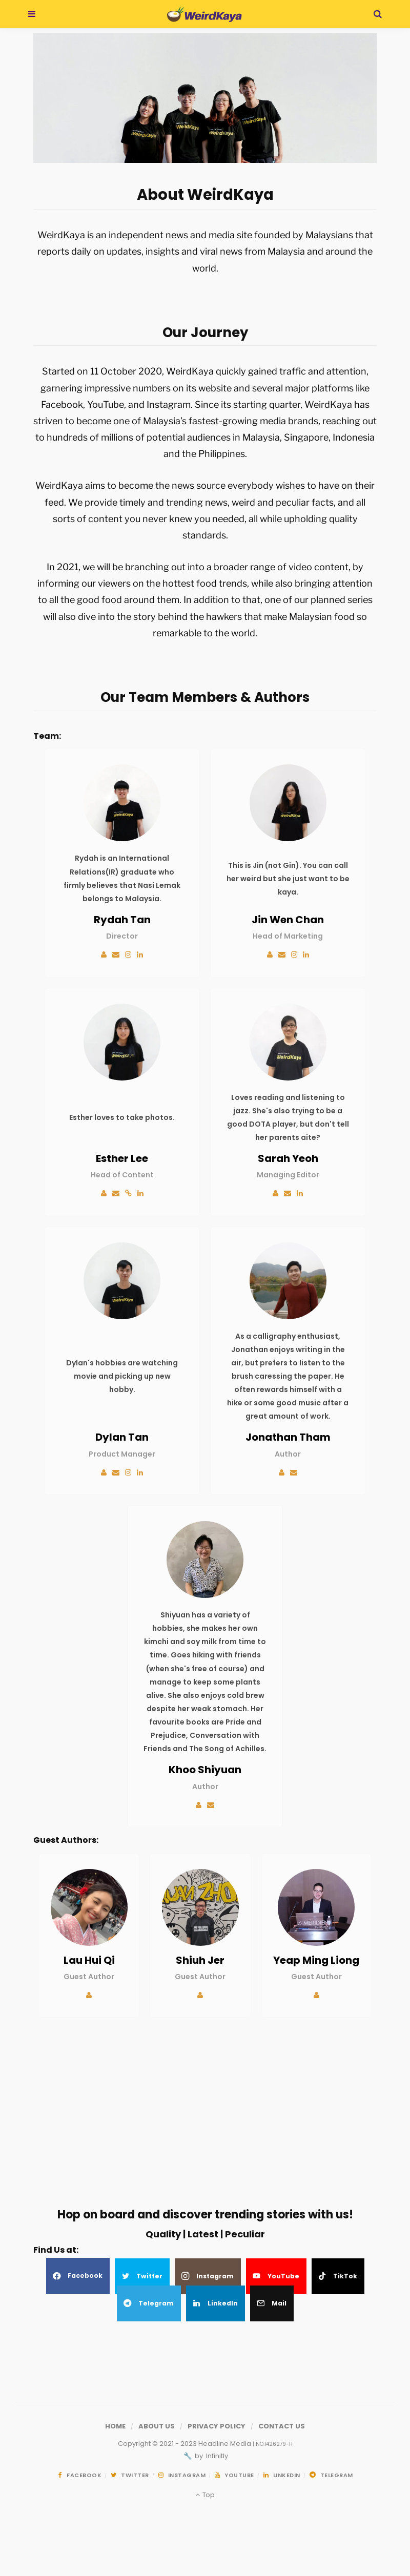 WeirdKaya
About WeirdKaya
WeirdKaya is an independent news and media site founded by Malaysians that
reports daily on updates, insights and viral news from Malaysia and around the
world.
Our Journey
Started on 11 October 2020, WeirdKaya quickly gained traffic and attention,
garnering impressive numbers on its website and several major platforms like
Facebook, YouTube, and Instagram. Since its starting quarter, WeirdKaya has
striven to become one of Malaysia's fastest-growing media brands, reaching out
to hundreds of millions of potential audiences in Malaysia, Singapore, Indonesia
and the Philippines.
WeirdKaya aims to become the news source everybody wishes to have on their
feed. We provide timely and trending news, weird and peculiar facts, and all
sorts of content you never knew you needed, all while upholding quality
standards.
In 2021, we will be branching out into a broader range of video content, by
informing our viewers on the hottest food trends, while also bringing attention
to all the good food around them. In addition to that, one of our planned series
will also dive into the story behind the hawkers that make Malaysian food so
remarkable to the world.
Our Team Members & Authors
Team:
Rydah is an International
Relations(IR) graduate who
firmly believes that Nasi Lemak
belongs to Malaysia.
Rydah Tan
Director
This is Jin (not Gin). You can call
her weird but she just want to be
kaya.
Jin Wen Chan
Head of Marketing
Esther loves to take photos.
Esther Lee
Head of Content
Loves reading and listening to
jazz. She's also trying to be a
good DOTA player, but don't tell
her parents aite?
Sarah Yeoh
Managing Editor
Dylan's hobbies are watching
movie and picking up new
hobby.
Dylan Tan
Product Manager
As a calligraphy enthusiast,
Jonathan enjoys writing in the
air, but prefers to listen to the
brush caressing the paper. He
often rewards himself with a
hike or some good music after a
great amount of work.
Jonathan Tham
Author
Shiyuan has a variety of
hobbies, she makes her own
kimchi and soy milk from time to
time. Goes hiking with friends
(when she's free of course) and
manage to keep some plants
alive. She also enjoys cold brew
despite her weak stomach. Her
favourite books are Pride and
Prejudice, Conversation with
Friends and The Song of Achilles.
Khoo Shiyuan
Author
Guest Authors:
Lau Hui Qi
Guest Author
Shiuh Jer
Guest Author
Yeap Ming Liong
Guest Author
Hop on board and discover trending stories with us!
Quality | Latest | Peculiar
Find Us at:
Facebook
Twitter
Instagram
YouTube
TikTok
Telegram
LinkedIn
Mail
HOME / ABOUT US / PRIVACY POLICY / CONTACT US
Copyright © 2021 - 2023 Headline Media | NO.1426275-H
🔧 by Infinitly
FACEBOOK / TWITTER / INSTAGRAM / YOUTUBE / LINKEDIN / TELEGRAM
Top